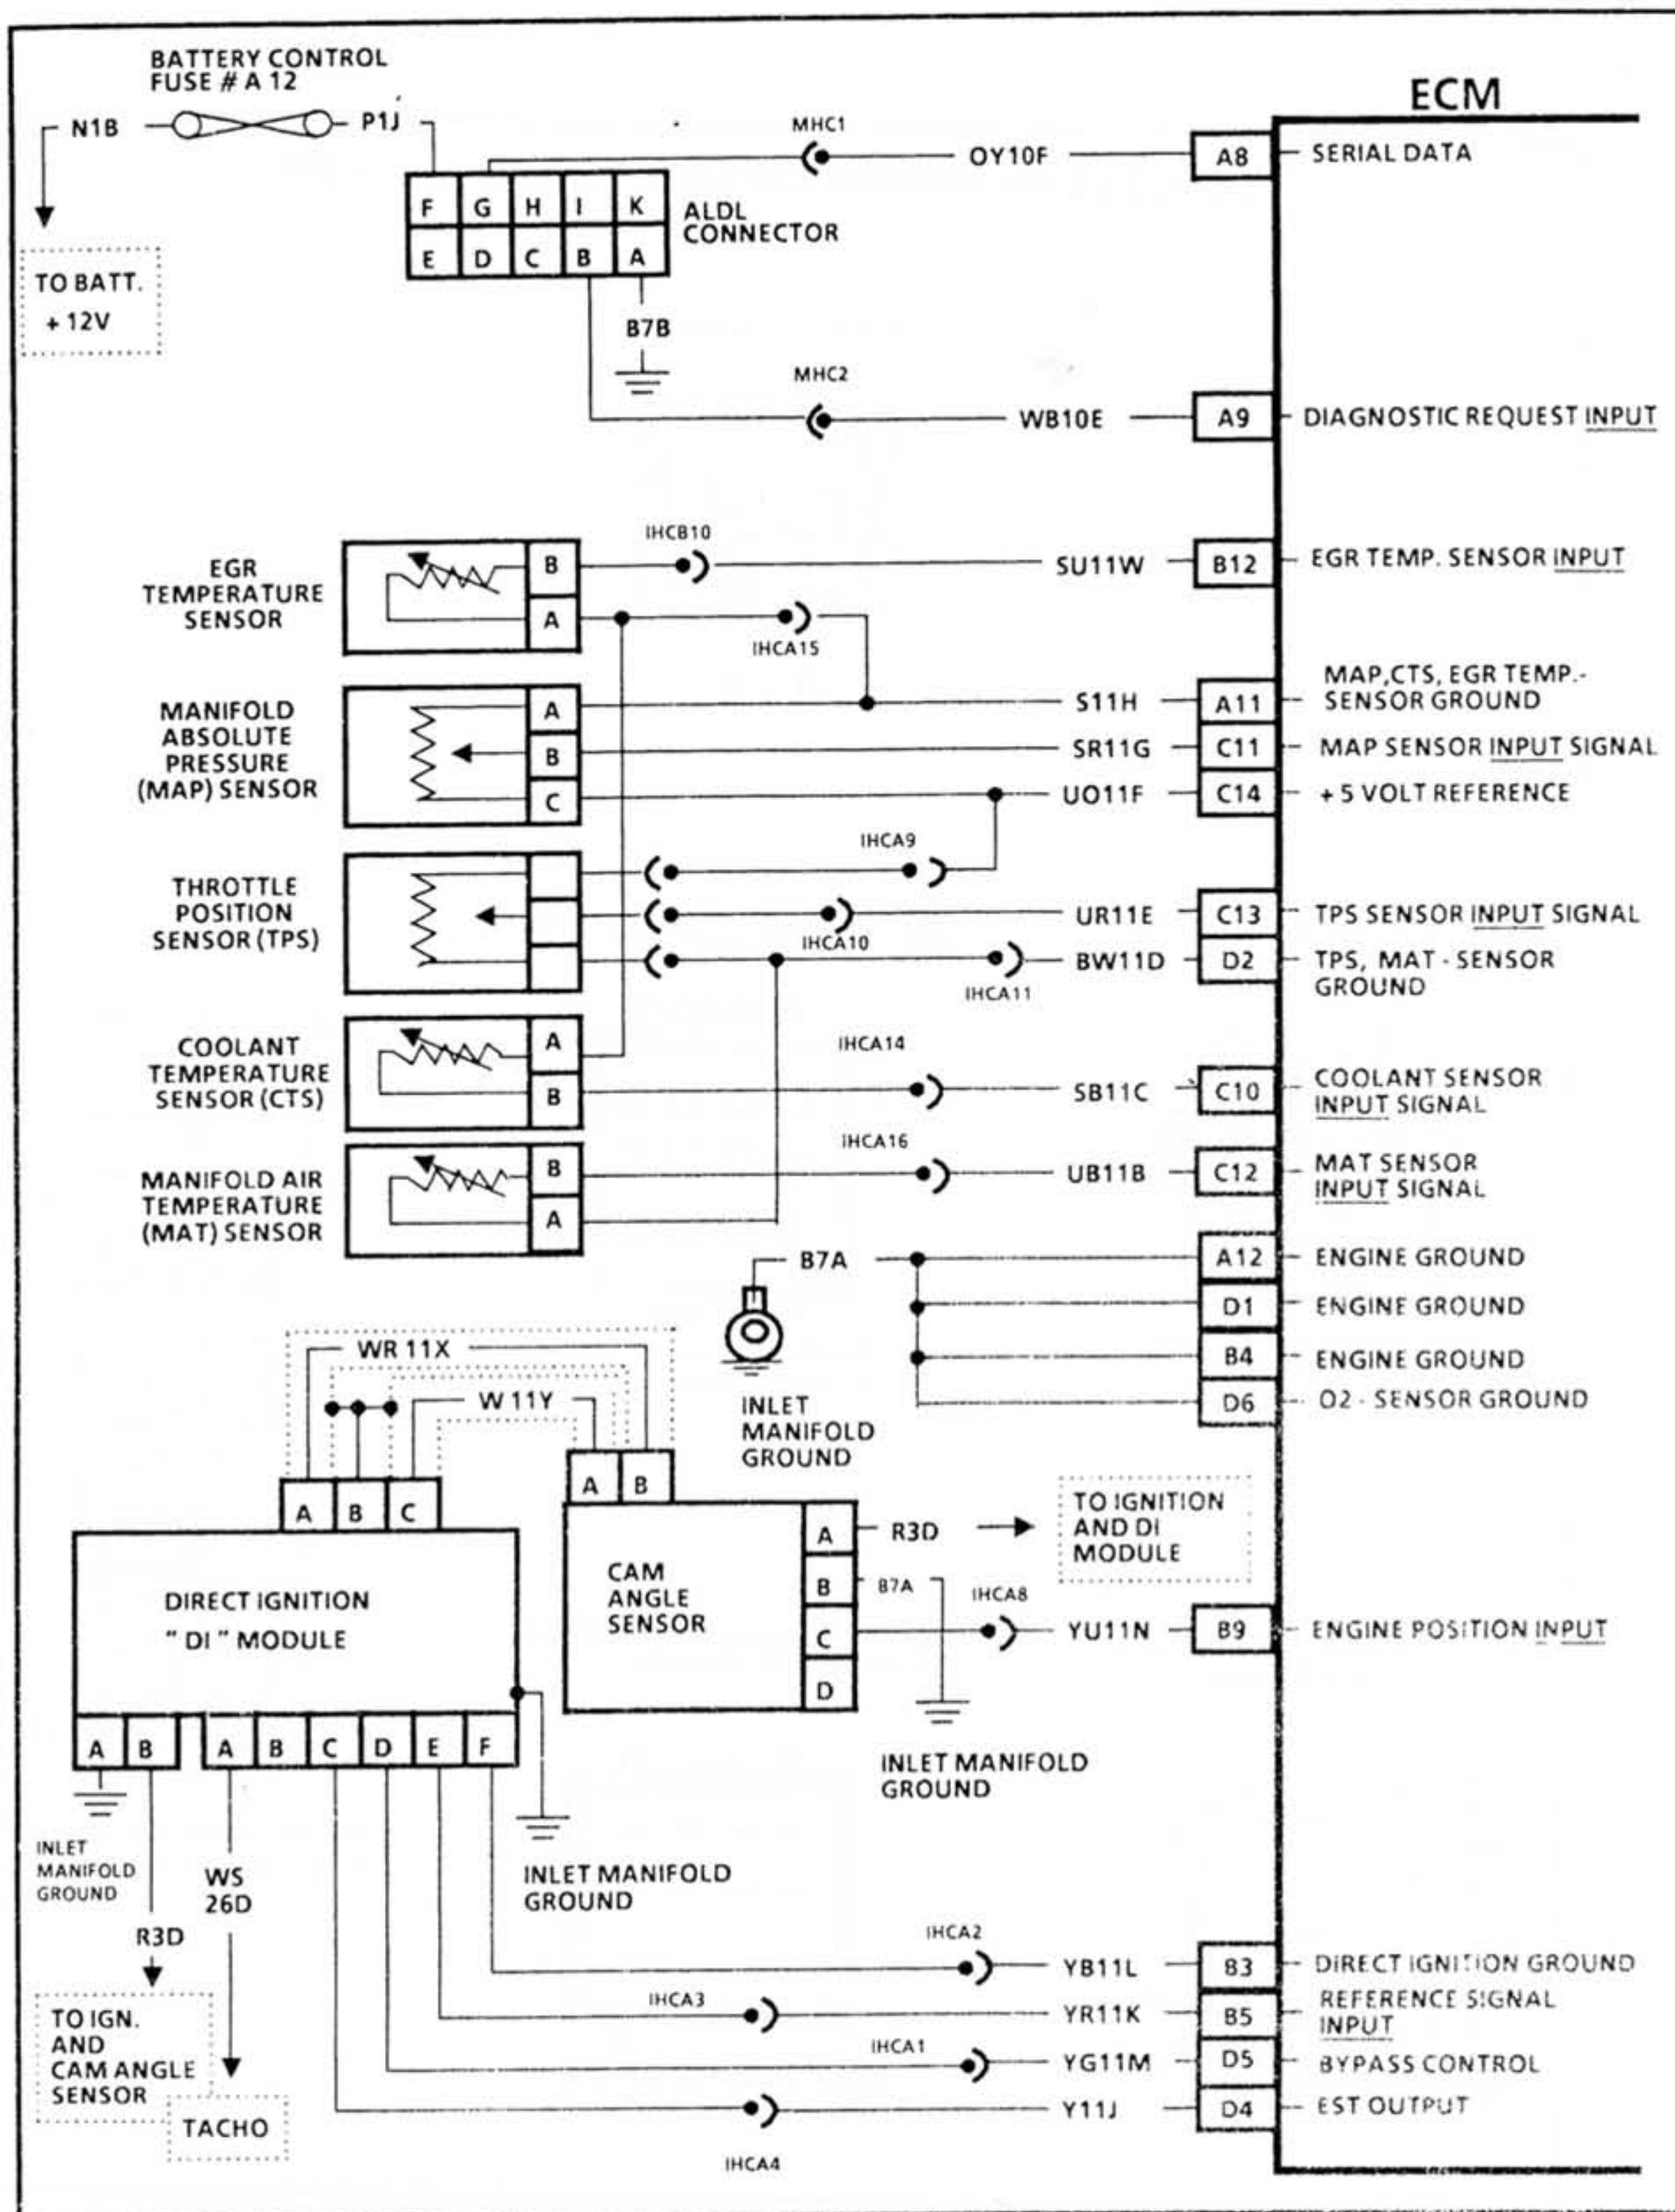 BATTERY CONTROL
FUSE # A 12
ECM
N1B
P1J
MHC1
OY10F
A8
SERIAL DATA
F G H I K
E D C B A
ALDL
CONNECTOR
TO BATT.
+ 12V
B7B
MHC2
WB10E
A9
DIAGNOSTIC REQUEST INPUT
EGR
TEMPERATURE
SENSOR
B
A
IHCB10
SU11W
B12
EGR TEMP. SENSOR INPUT
IHCA15
MANIFOLD
ABSOLUTE
PRESSURE
(MAP) SENSOR
A
B
C
S11H
A11
MAP,CTS, EGR TEMP.-
SENSOR GROUND
SR11G
C11
MAP SENSOR INPUT SIGNAL
UO11F
C14
+ 5 VOLT REFERENCE
THROTTLE
POSITION
SENSOR (TPS)
IHCA9
IHCA10
UR11E
C13
TPS SENSOR INPUT SIGNAL
IHCA11
BW11D
D2
TPS, MAT - SENSOR
GROUND
COOLANT
TEMPERATURE
SENSOR (CTS)
A
B
IHCA14
SB11C
C10
COOLANT SENSOR
INPUT SIGNAL
MANIFOLD AIR
TEMPERATURE
(MAT) SENSOR
B
A
IHCA16
UB11B
C12
MAT SENSOR
INPUT SIGNAL
B7A
A12
ENGINE GROUND
D1
ENGINE GROUND
B4
ENGINE GROUND
D6
O2 - SENSOR GROUND
INLET
MANIFOLD
GROUND
WR 11X
W 11Y
A B C
A B
DIRECT IGNITION
" DI " MODULE
CAM
ANGLE
SENSOR
A
B
C
D
R3D
TO IGNITION
AND DI
MODULE
B7A
IHCA8
YU11N
B9
ENGINE POSITION INPUT
INLET MANIFOLD
GROUND
A B
A B C D E F
INLET
MANIFOLD
GROUND
R3D
WS
26D
INLET MANIFOLD
GROUND
TO IGN.
AND
CAM ANGLE
SENSOR
TACHO
IHCA2
YB11L
B3
DIRECT IGNITION GROUND
IHCA3
YR11K
B5
REFERENCE SIGNAL
INPUT
IHCA1
YG11M
D5
BYPASS CONTROL
Y11J
D4
EST OUTPUT
IHCA4